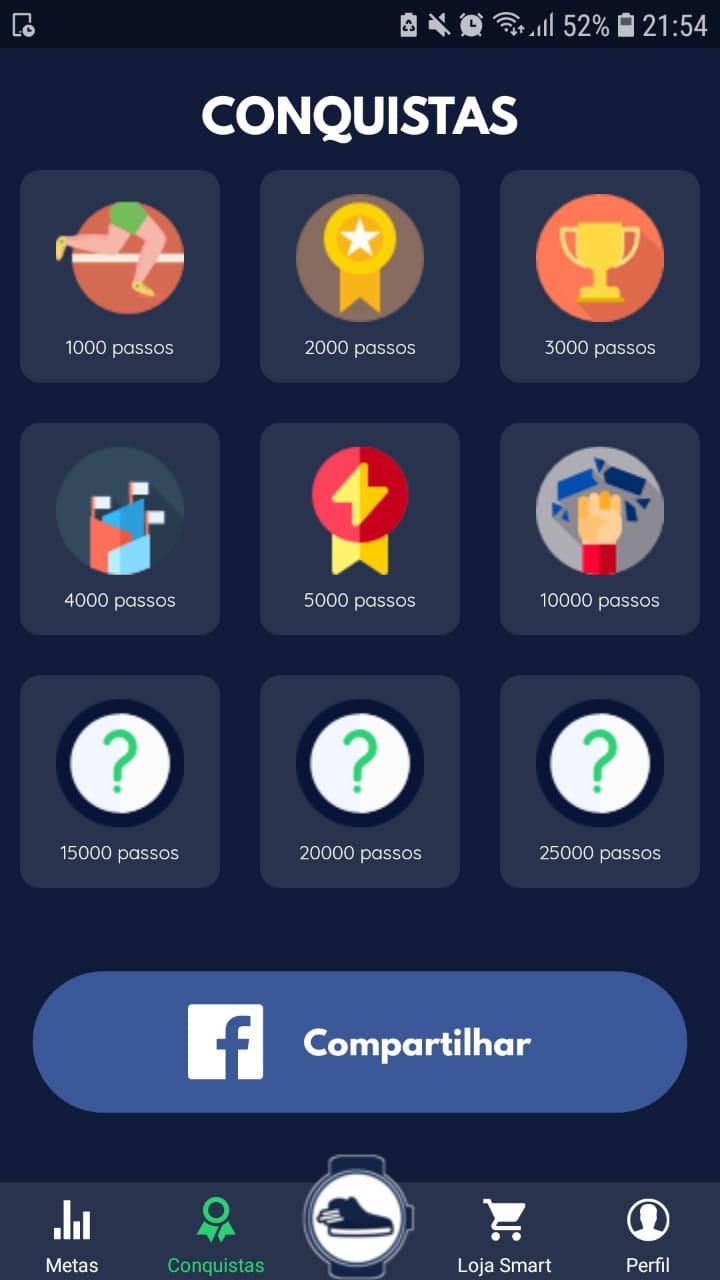 52% 21:54
CONQUISTAS
1000 passos 2000 passos 3000 passos
4000 passos 5000 passos 10000 passos
? ? ?
15000 passos 20000 passos 25000 passos
f Compartilhar
Metas Conquistas Loja Smart Perfil